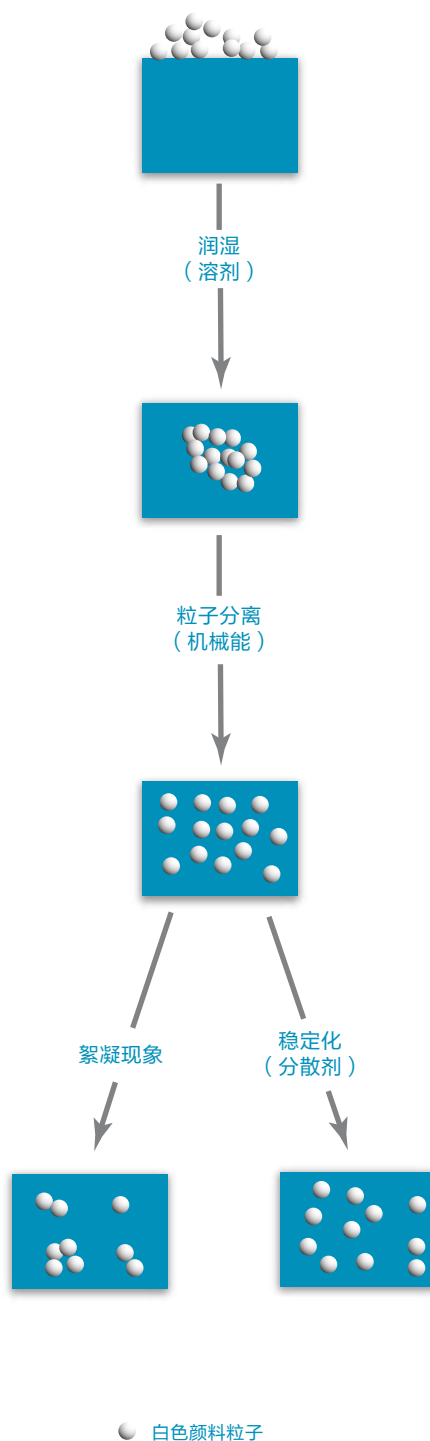 润湿
（溶剂）
粒子分离
（机械能）
絮凝现象
稳定化
（分散剂）
白色颜料粒子